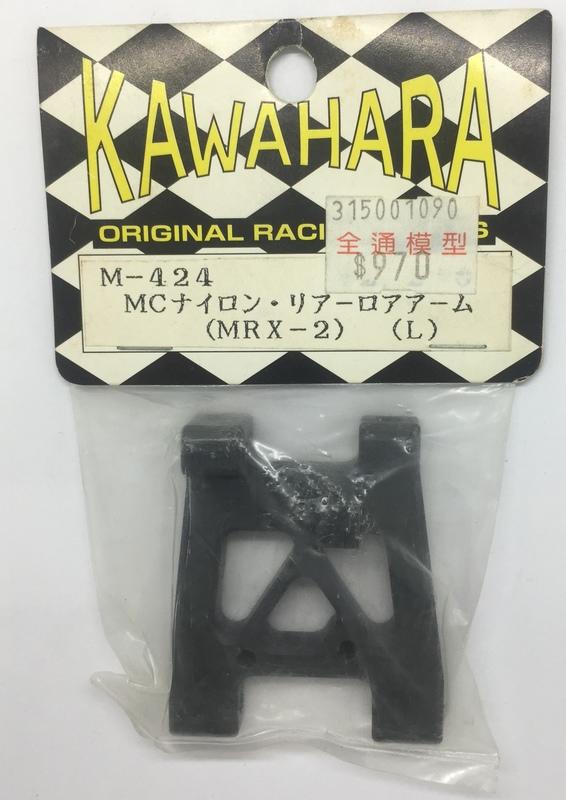 KAWAHARA
315001090
全通模型
$970
ORIGINAL RACI
S
M-424
MCナイロン・リアーロアアーム
(MRX-2) (L)